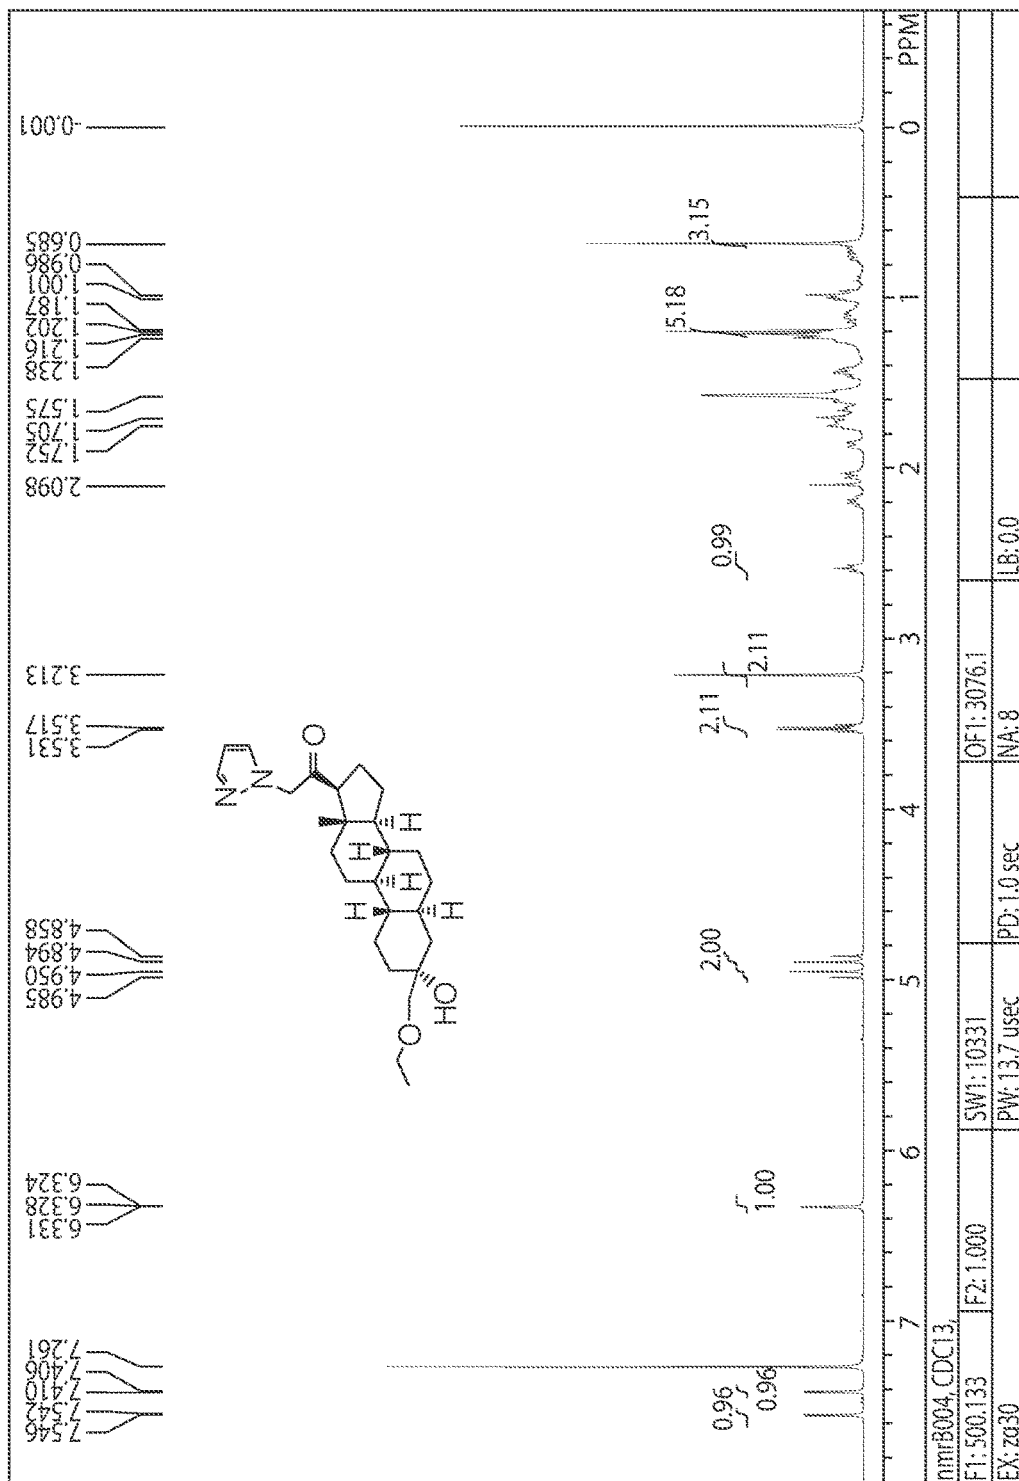 7.546
7.542
7.410
7.406
7.261
6.331
6.328
6.324
4.985
4.950
4.894
4.858
3.531
3.517
3.213
2.098
1.752
1.705
1.575
1.238
1.216
1.202
1.187
1.001
0.986
0.685
-0.001
N
N
O
H
H
H
H
H
O
HO
0.96
0.96
1.00
2.00
2.11
2.11
0.99
5.18
3.15
7
6
5
4
3
2
1
0
PPM
nmrB004, CDC13,
F1: 500.133
F2: 1.000
SW1: 10331
OF1: 3076.1
EX: zg30
PW: 13.7 usec
PD: 1.0 sec
NA: 8
LB: 0.0